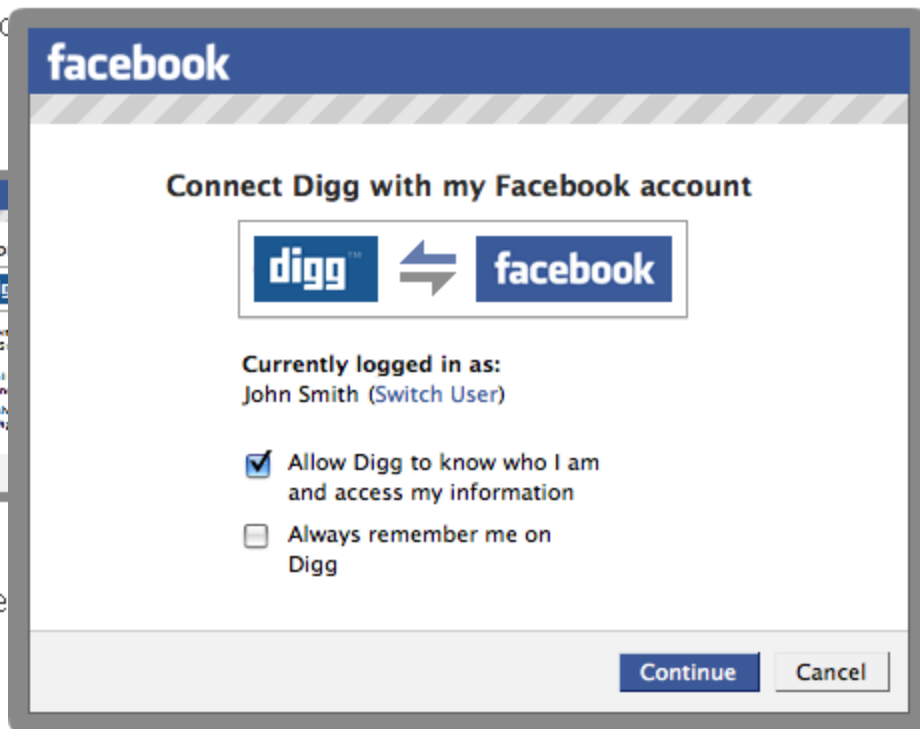 facebook
Connect Digg with my Facebook account
digg™ facebook
Currently logged in as:
John Smith (Switch User)
Allow Digg to know who I am
and access my information
Always remember me on
Digg
Continue Cancel